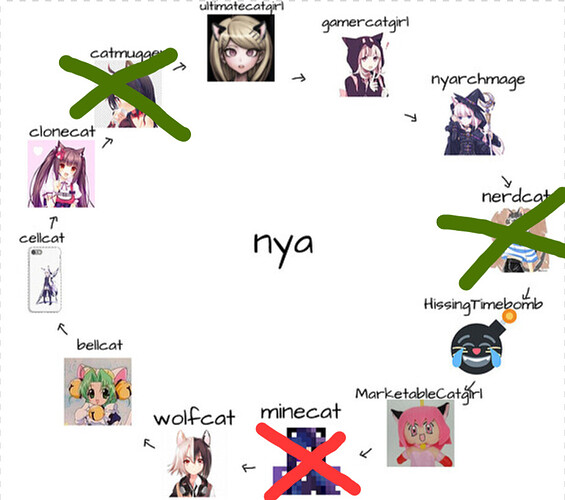 ultimatecatgirl
gamercatgirl
nyarchmage
nerdcat
HissingTimebomb
MarketableCatgirl
minecat
wolfcat
bellcat
cellcat
clonecat
catmugger
nya